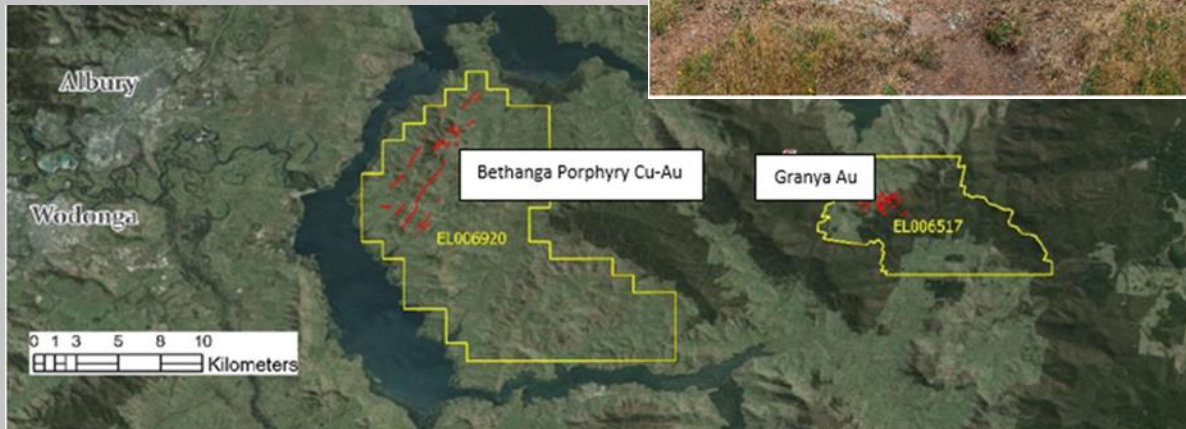 Albury
Wodonga
Bethanga Porphyry Cu-Au
Granya Au
EL006920
EL006517
0 1 3 5 8 10
Kilometers